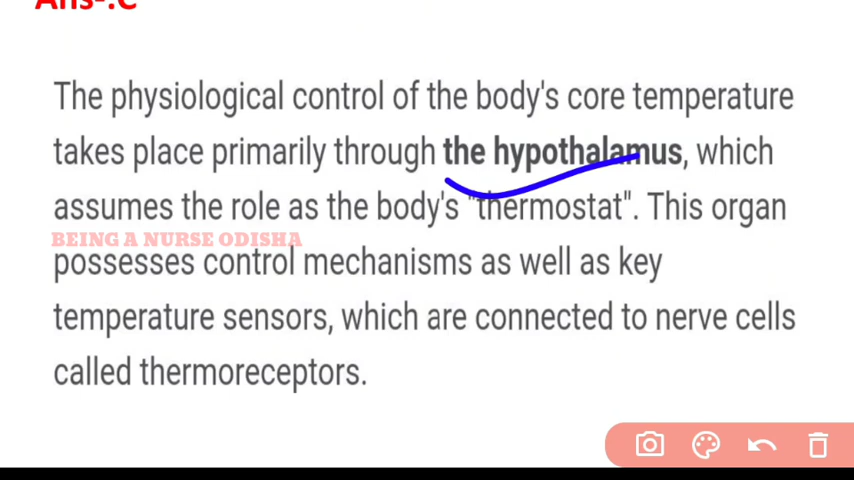 Ans-:C
The physiological control of the body's core temperature
takes place primarily through the hypothalamus, which
assumes the role as the body's "thermostat". This organ
BEING A NURSE ODISHA
possesses control mechanisms as well as key
temperature sensors, which are connected to nerve cells
called thermoreceptors.